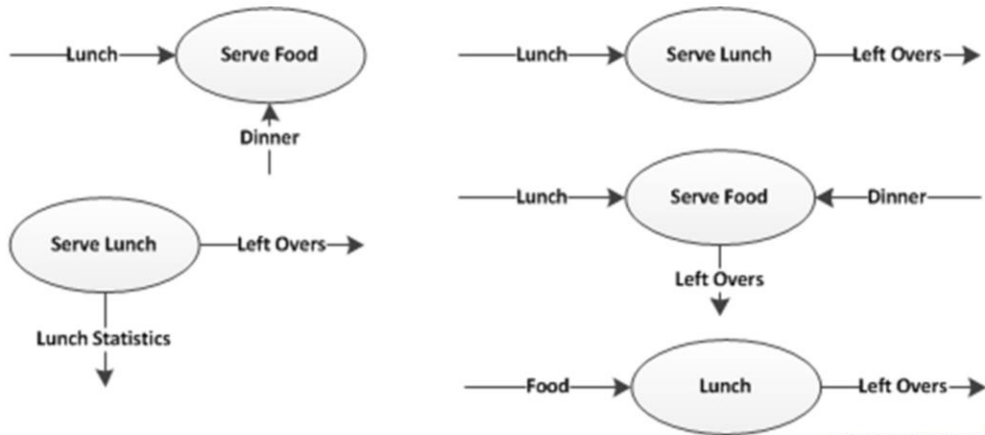 Lunch
Serve Food
Dinner
Serve Lunch
Left Overs
Lunch Statistics
Lunch
Serve Lunch
Left Overs
Lunch
Serve Food
Dinner
Left Overs
Food
Lunch
Left Overs